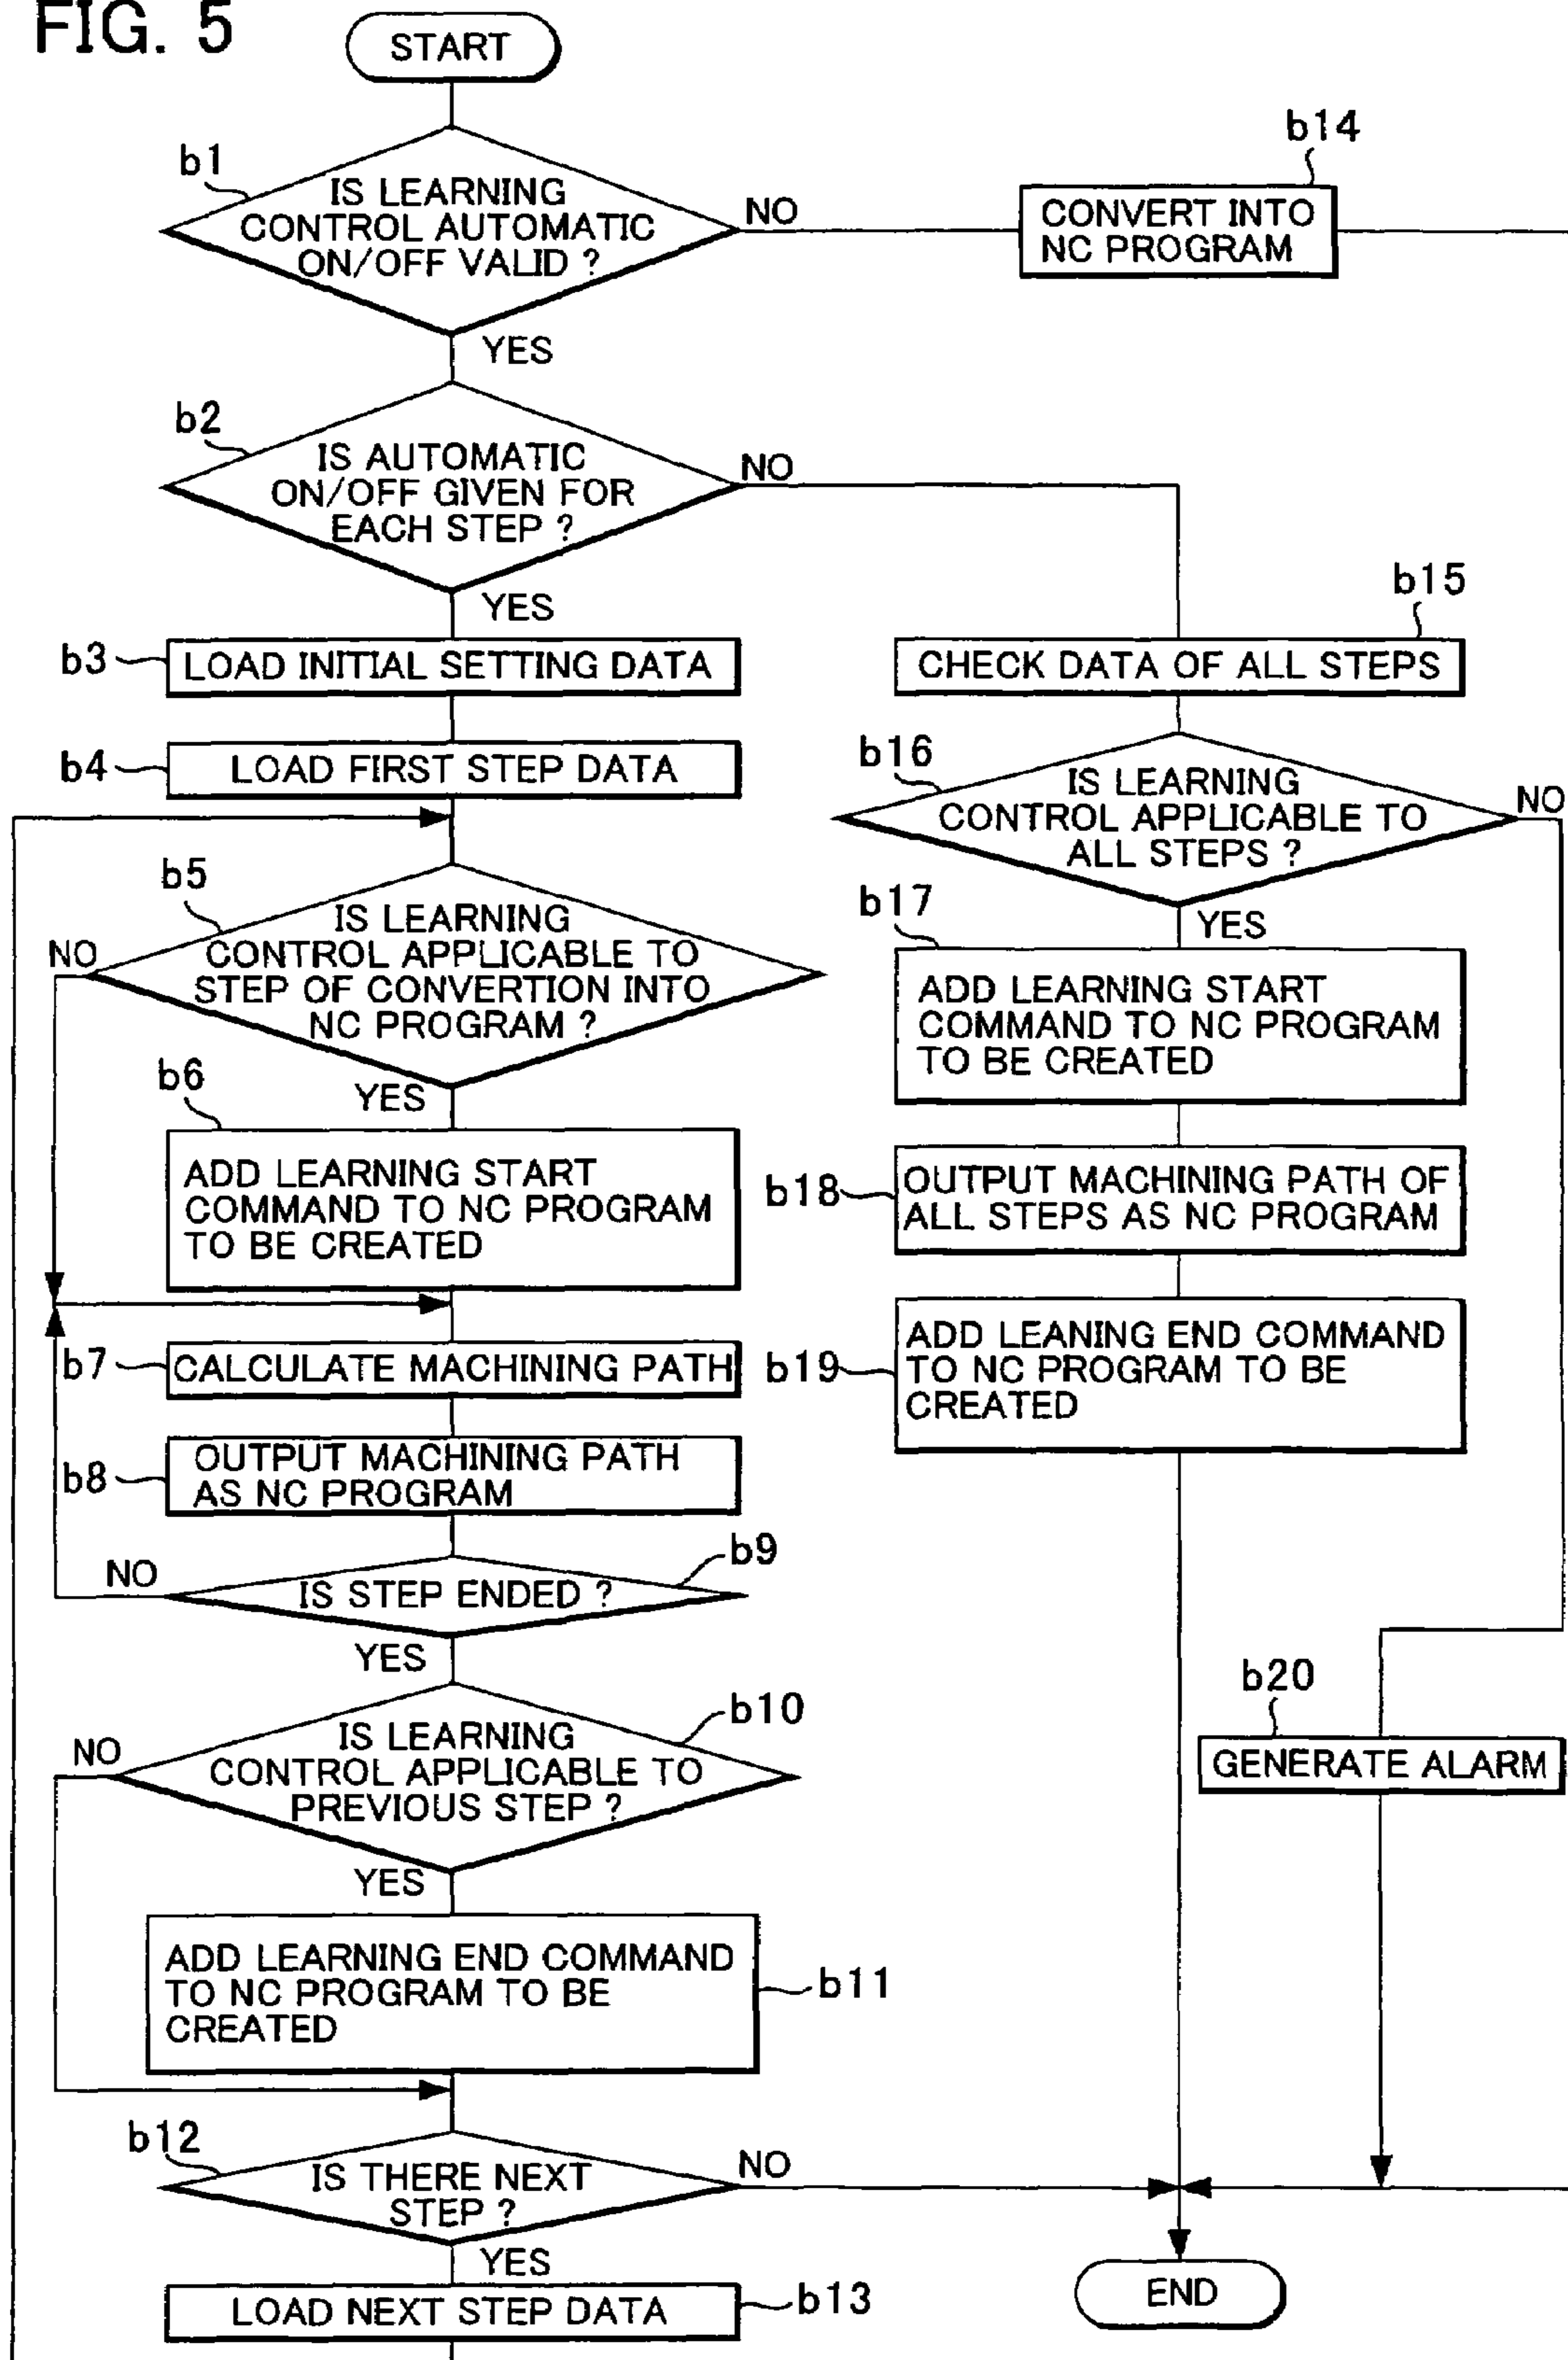 FIG. 5
START
b1
IS LEARNING
CONTROL AUTOMATIC
ON/OFF VALID ?
NO
b14
CONVERT INTO
NC PROGRAM
YES
b2
IS AUTOMATIC
ON/OFF GIVEN FOR
EACH STEP ?
NO
YES
b3
LOAD INITIAL SETTING DATA
b4
LOAD FIRST STEP DATA
b5
IS LEARNING
CONTROL APPLICABLE TO
STEP OF CONVERTION INTO
NC PROGRAM ?
NO
YES
b6
ADD LEARNING START
COMMAND TO NC PROGRAM
TO BE CREATED
b7
CALCULATE MACHINING PATH
b8
OUTPUT MACHINING PATH
AS NC PROGRAM
b9
IS STEP ENDED ?
NO
YES
b10
IS LEARNING
CONTROL APPLICABLE TO
PREVIOUS STEP ?
NO
YES
b11
ADD LEARNING END COMMAND
TO NC PROGRAM TO BE
CREATED
b12
IS THERE NEXT
STEP ?
NO
YES
b13
LOAD NEXT STEP DATA
b15
CHECK DATA OF ALL STEPS
b16
IS LEARNING
CONTROL APPLICABLE TO
ALL STEPS ?
NO
YES
b17
ADD LEARNING START
COMMAND TO NC PROGRAM
TO BE CREATED
b18
OUTPUT MACHINING PATH OF
ALL STEPS AS NC PROGRAM
b19
ADD LEANING END COMMAND
TO NC PROGRAM TO BE
CREATED
b20
GENERATE ALARM
END